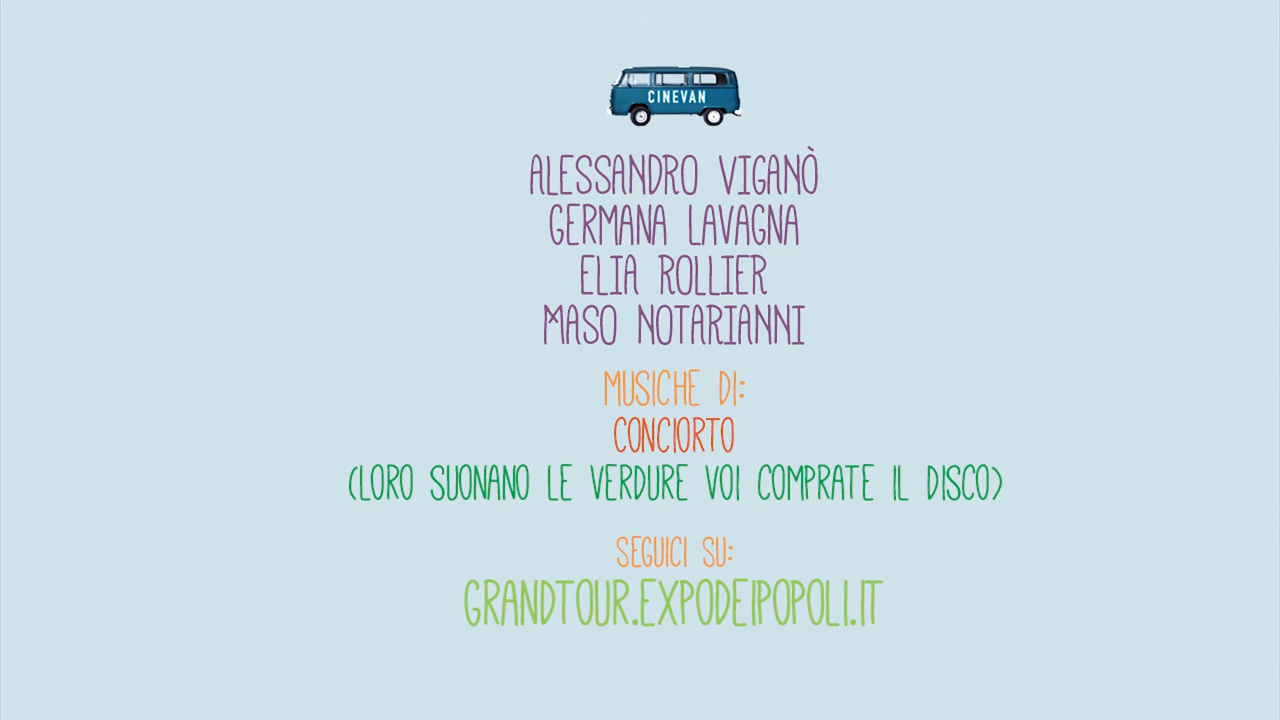 CINEVAN
ALESSANDRO VIGANÒ
GERMANA LAVAGNA
ELIA ROLLIER
MASO NOTARIANNI
MUSICHE DI:
CONCIORTO
(LORO SUONANO LE VERDURE VOI COMPRATE IL DISCO)
SEGUICI SU:
GRANDTOUR.EXPODEIPOPOLI.IT